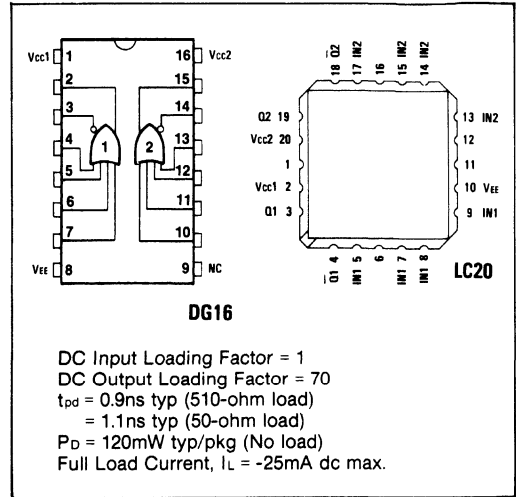 Vcc1 1
16 Vcc2
2
15
3
14
4
13
1
2
5
12
6
11
7
10
VEE 8
9 NC
DG16
Q2 18
IN2 17
16
IN2 15
IN2 14
Q2 19
Vcc2 20
1
Vcc1 2
Q1 3
13 IN2
12
11
10 VEE
9 IN1
Q1 4
IN1 5
6
IN1 7
IN1 8
LC20
DC Input Loading Factor = 1
DC Output Loading Factor = 70
tpd = 0.9ns typ (510-ohm load)
= 1.1ns typ (50-ohm load)
PD = 120mW typ/pkg (No load)
Full Load Current, IL = -25mA dc max.